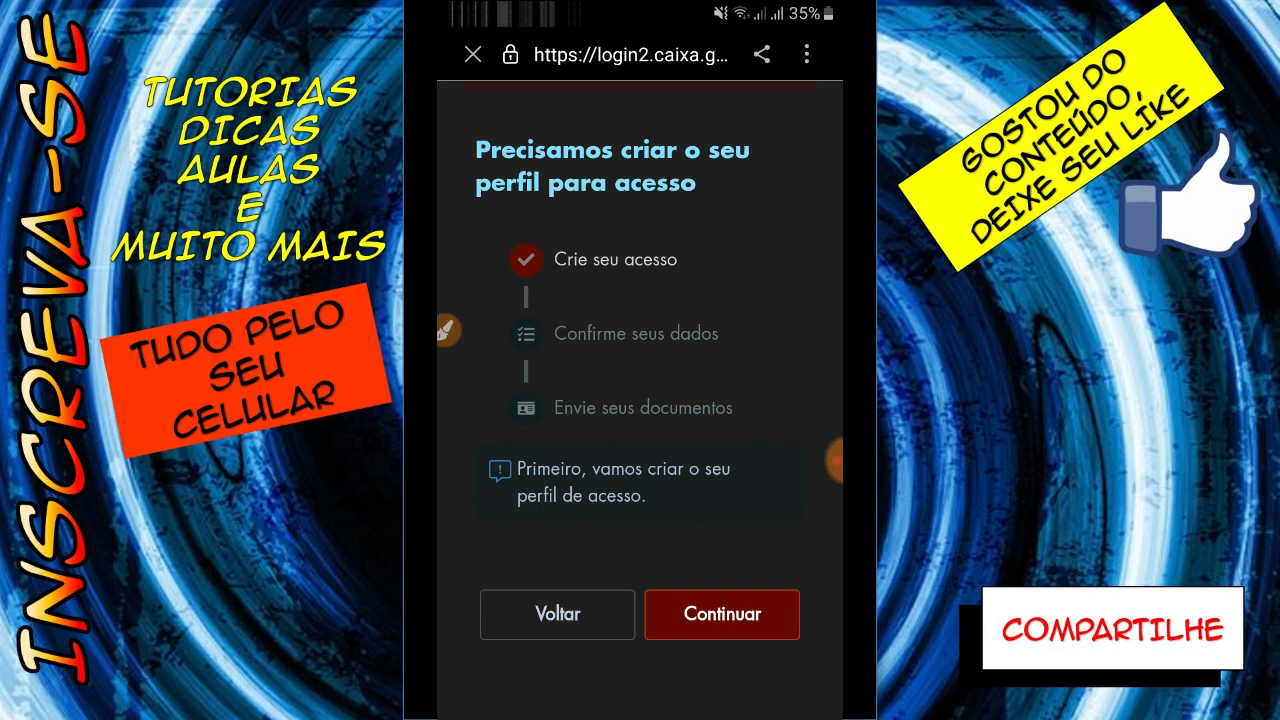 INSCREVA-SE
TUTORIAS
DICAS
AULAS
E
MUITO MAIS
TUDO PELO
SEU
CELULAR
35%
https://login2.caixa.g...
Precisamos criar o seu
perfil para acesso
Crie seu acesso
Confirme seus dados
Envie seus documentos
Primeiro, vamos criar o seu
perfil de acesso.
Voltar
Continuar
GOSTOU DO
CONTEÚDO,
DEIXE SEU LIKE
COMPARTILHE